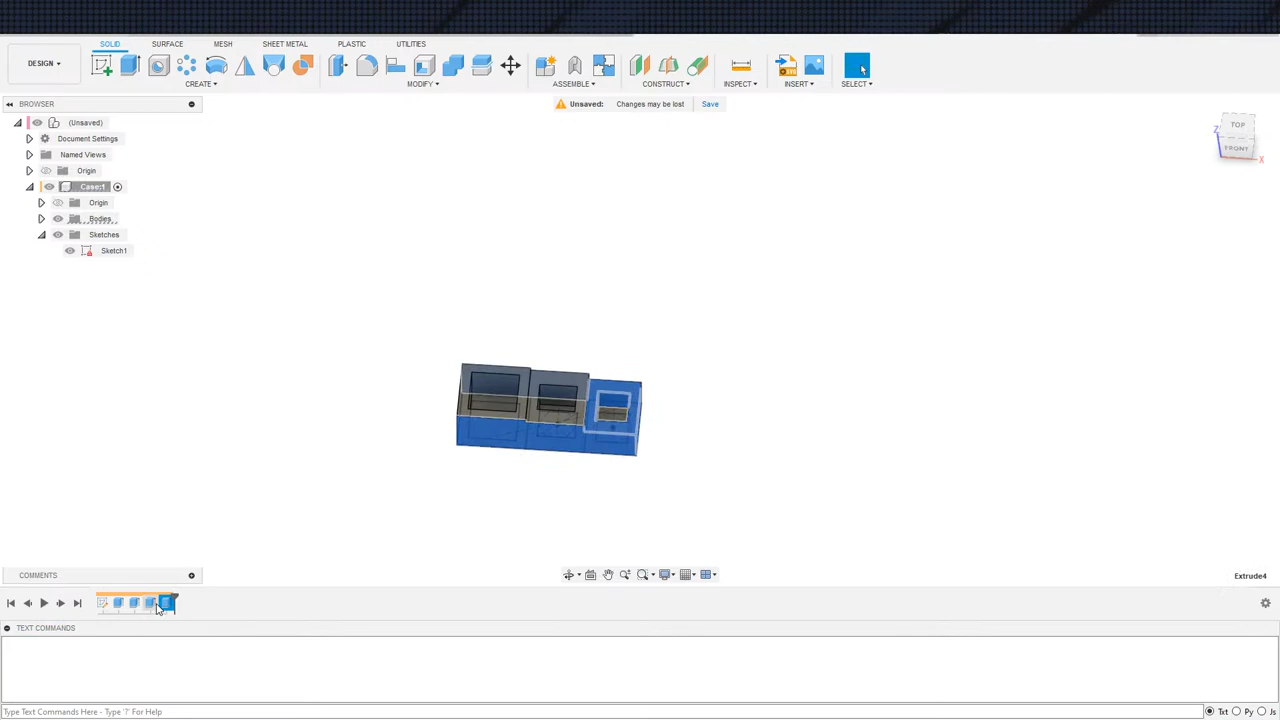 SOLID SURFACE MESH SHEET METAL PLASTIC UTILITIES
DESIGN
CREATE MODIFY ASSEMBLE CONSTRUCT INSPECT INSERT SELECT
BROWSER
Unsaved: Changes may be lost Save
(Unsaved)
Document Settings
Named Views
Origin
Case:1
Origin
Bodies
Sketches
Sketch1
TOP
FRONT
Z
X
COMMENTS
Extrude4
TEXT COMMANDS
Type Text Commands Here - Type '?' For Help
Txt Py Js